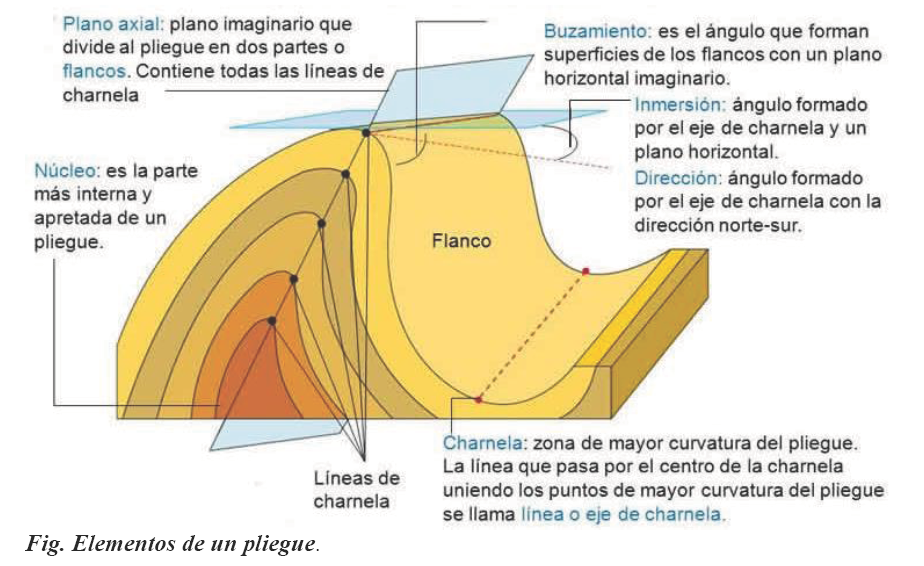 Plano axial: plano imaginario que
divide al pliegue en dos partes o
flancos. Contiene todas las líneas de
charnela
Buzamiento: es el ángulo que forman
superficies de los flancos con un plano
horizontal imaginario.
Inmersión: ángulo formado
por el eje de charnela y un
plano horizontal.
Dirección: ángulo formado
por el eje de charnela con la
dirección norte-sur.
Núcleo: es la parte
más interna y
apretada de un
pliegue.
Flanco
Líneas de
charnela
Charnela: zona de mayor curvatura del pliegue.
La línea que pasa por el centro de la charnela
uniendo los puntos de mayor curvatura del pliegue
se llama línea o eje de charnela.
Fig. Elementos de un pliegue.